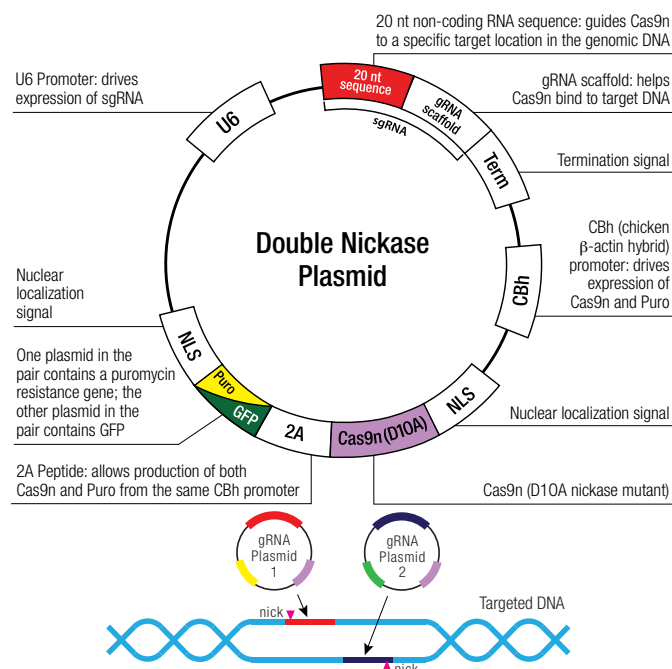 20 nt non-coding RNA sequence: guides Cas9n
to a specific target location in the genomic DNA
U6 Promoter: drives
expression of sgRNA
gRNA scaffold: helps
Cas9n bind to target DNA
20 nt
sequence
gRNA
scaffold
sgRNA
U6
Term
Termination signal
Double Nickase
Plasmid
CBh (chicken
β-actin hybrid)
promoter: drives
expression of
Cas9n and Puro
CBh
Nuclear
localization
signal
NLS
One plasmid in the
pair contains a puromycin
resistance gene; the
other plasmid in the
pair contains GFP
Puro
GFP
2A
Cas9n (D10A)
NLS
Nuclear localization signal
2A Peptide: allows production of both
Cas9n and Puro from the same CBh promoter
Cas9n (D10A nickase mutant)
gRNA
Plasmid
1
gRNA
Plasmid
2
Targeted DNA
nick
nick